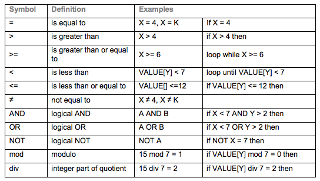 Symbol Definition Examples
= is equal to X = 4, X = K If X = 4
> is greater than X > 4 if X > 4 then
>= is greater than or equal to X >= 6 loop while X >= 6
< is less than VALUE[Y] < 7 loop until VALUE[Y] < 7
<= is less than or equal to VALUE[] <=12 if VALUE[Y] <= 12 then
≠ not equal to X ≠ 4, X ≠ K
AND logical AND A AND B if X < 7 AND Y > 2 then
OR logical OR A OR B if X < 7 OR Y > 2 then
NOT logical NOT NOT A if NOT X = 7 then
mod modulo 15 mod 7 = 1 if VALUE[Y] mod 7 = 0 then
div integer part of quotient 15 div 7 = 2 if VALUE[Y] div 7 = 2 then